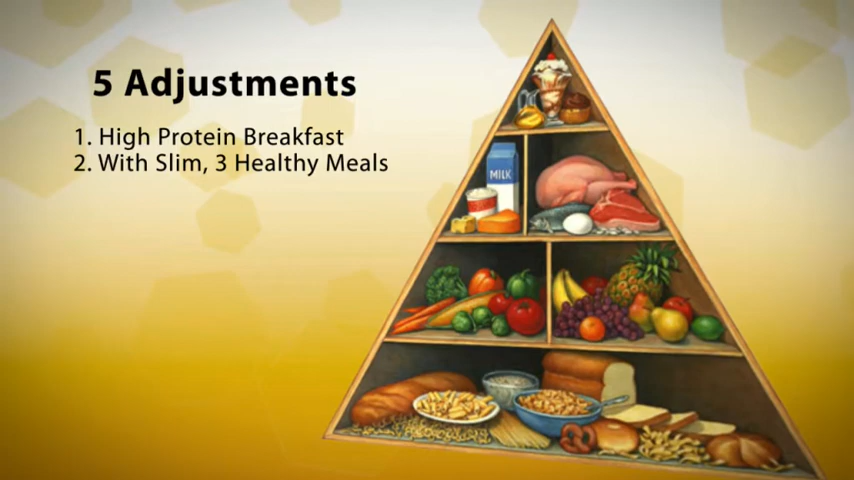 5 Adjustments
1. High Protein Breakfast
2. With Slim, 3 Healthy Meals
MILK